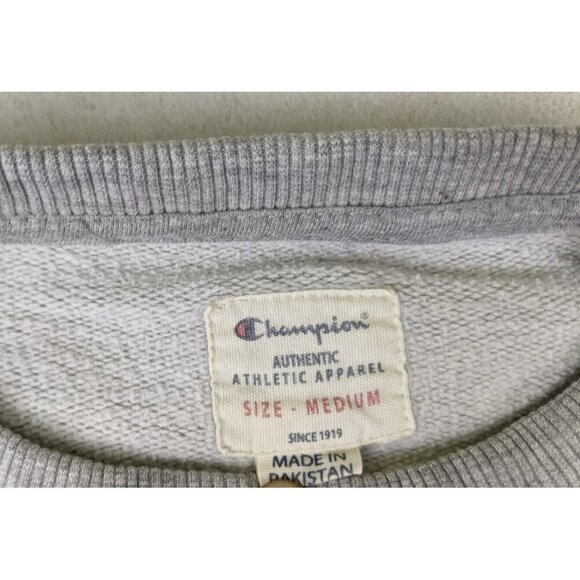 Champion®
AUTHENTIC
ATHLETIC APPAREL
SIZE - MEDIUM
SINCE 1919
MADE IN
PAKISTAN